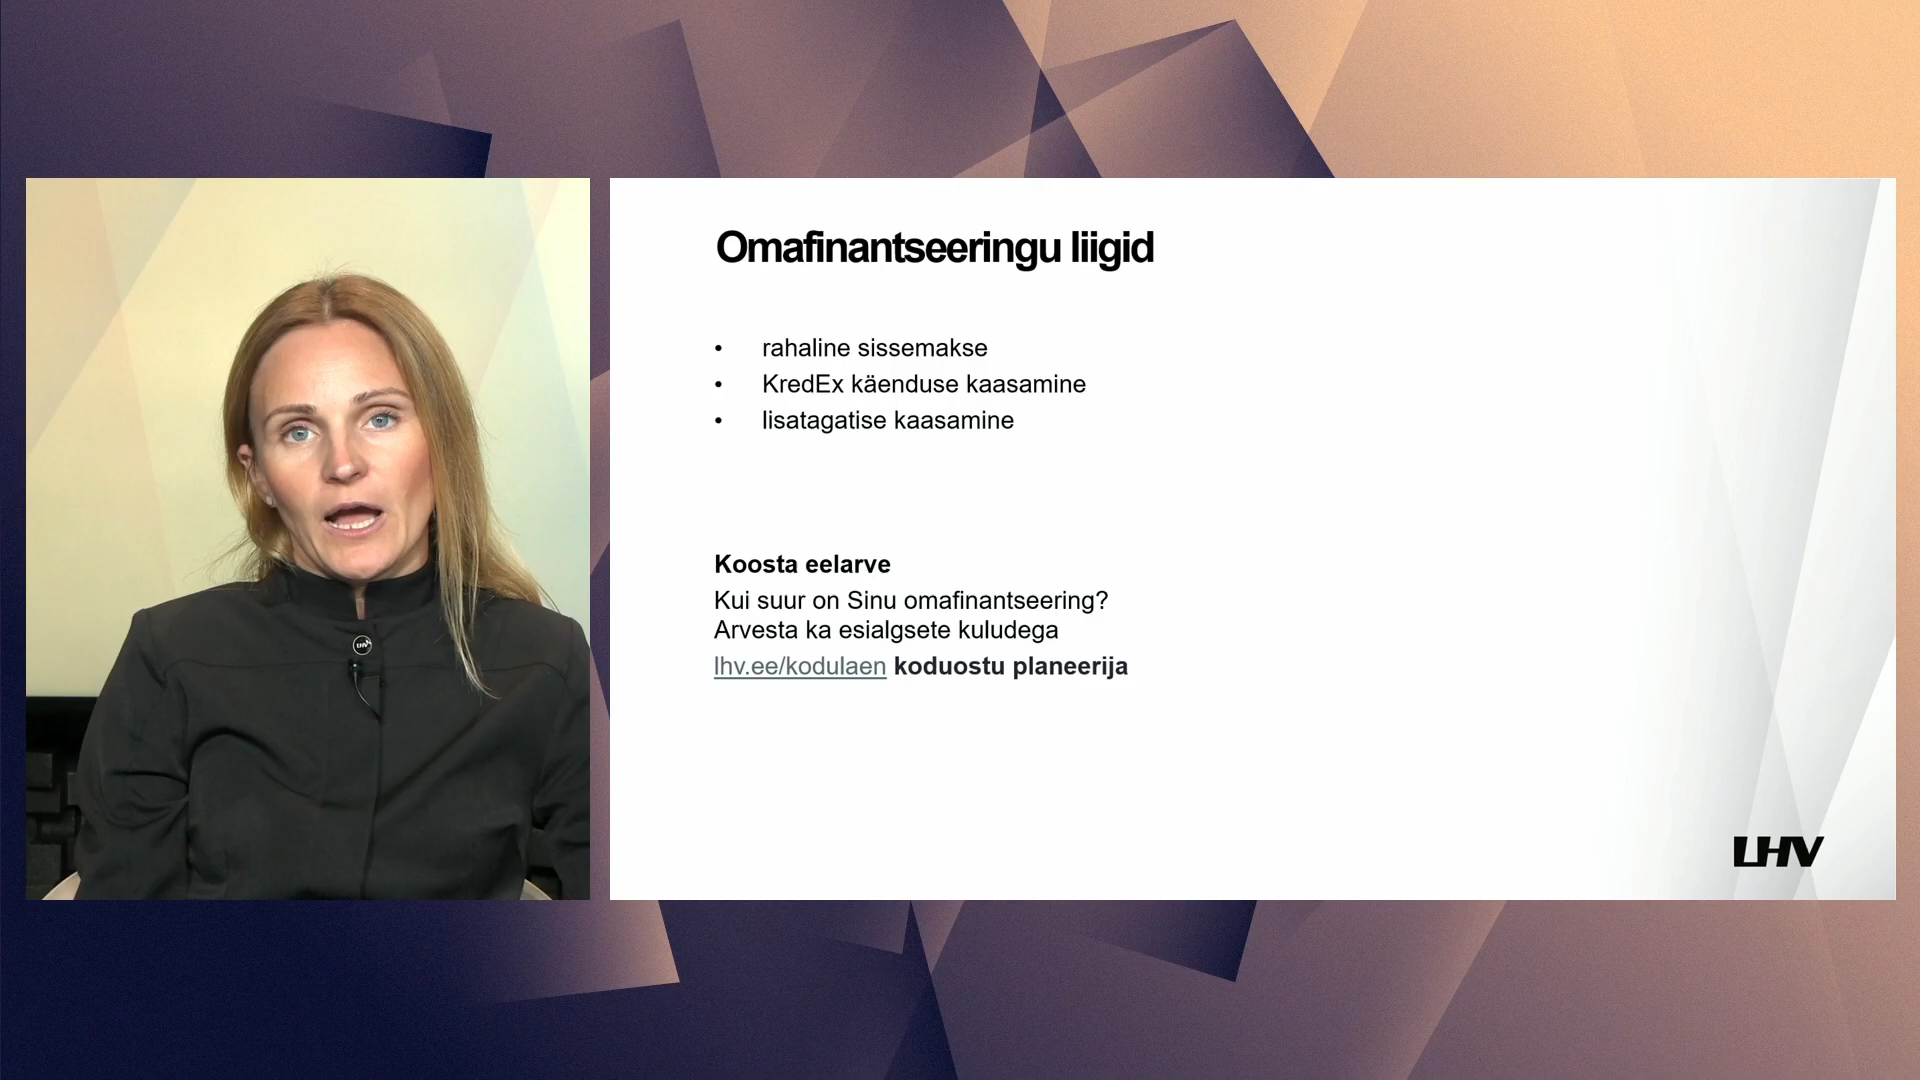 Omafinantseeringu liigid
• rahaline sissemakse
• KredEx käenduse kaasamine
• lisatagatise kaasamine
Koosta eelarve
Kui suur on Sinu omafinantseering?
Arvesta ka esialgsete kuludega
lhv.ee/kodulaen koduostu planeerija
LHV
LHV